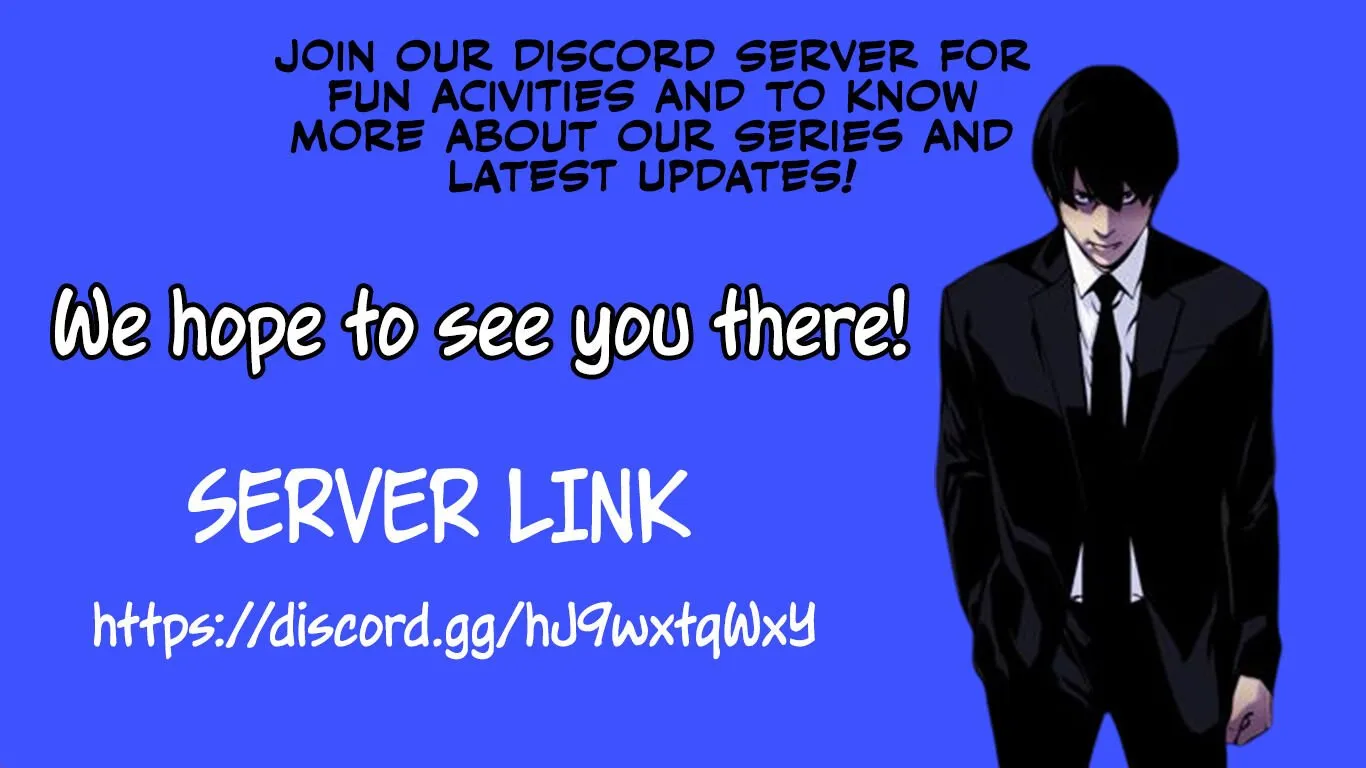 JOIN OUR DISCORD SERVER FOR
FUN ACIVITIES AND TO KNOW
MORE ABOUT OUR SERIES AND
LATEST UPDATES!
We hope to see you there!
SERVER LINK
https://discord.gg/hJ9wxtqWxY